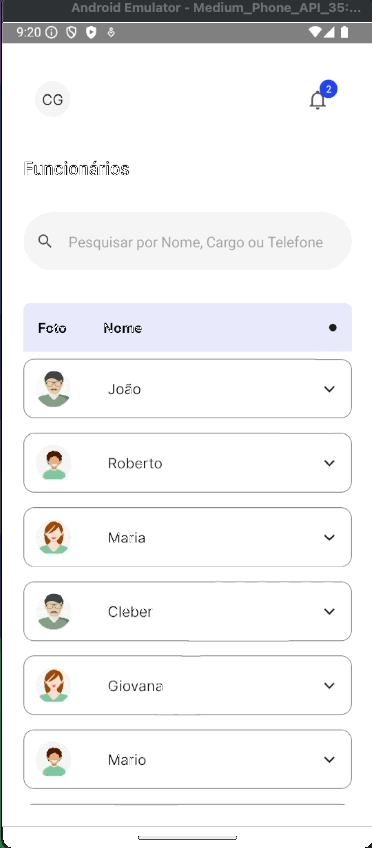 Android Emulator - Medium_Phone_API_35:...
9:20
CG
2
Funcionários
Pesquisar por Nome, Cargo ou Telefone
Foto Nome
João
Roberto
Maria
Cleber
Giovana
Mario